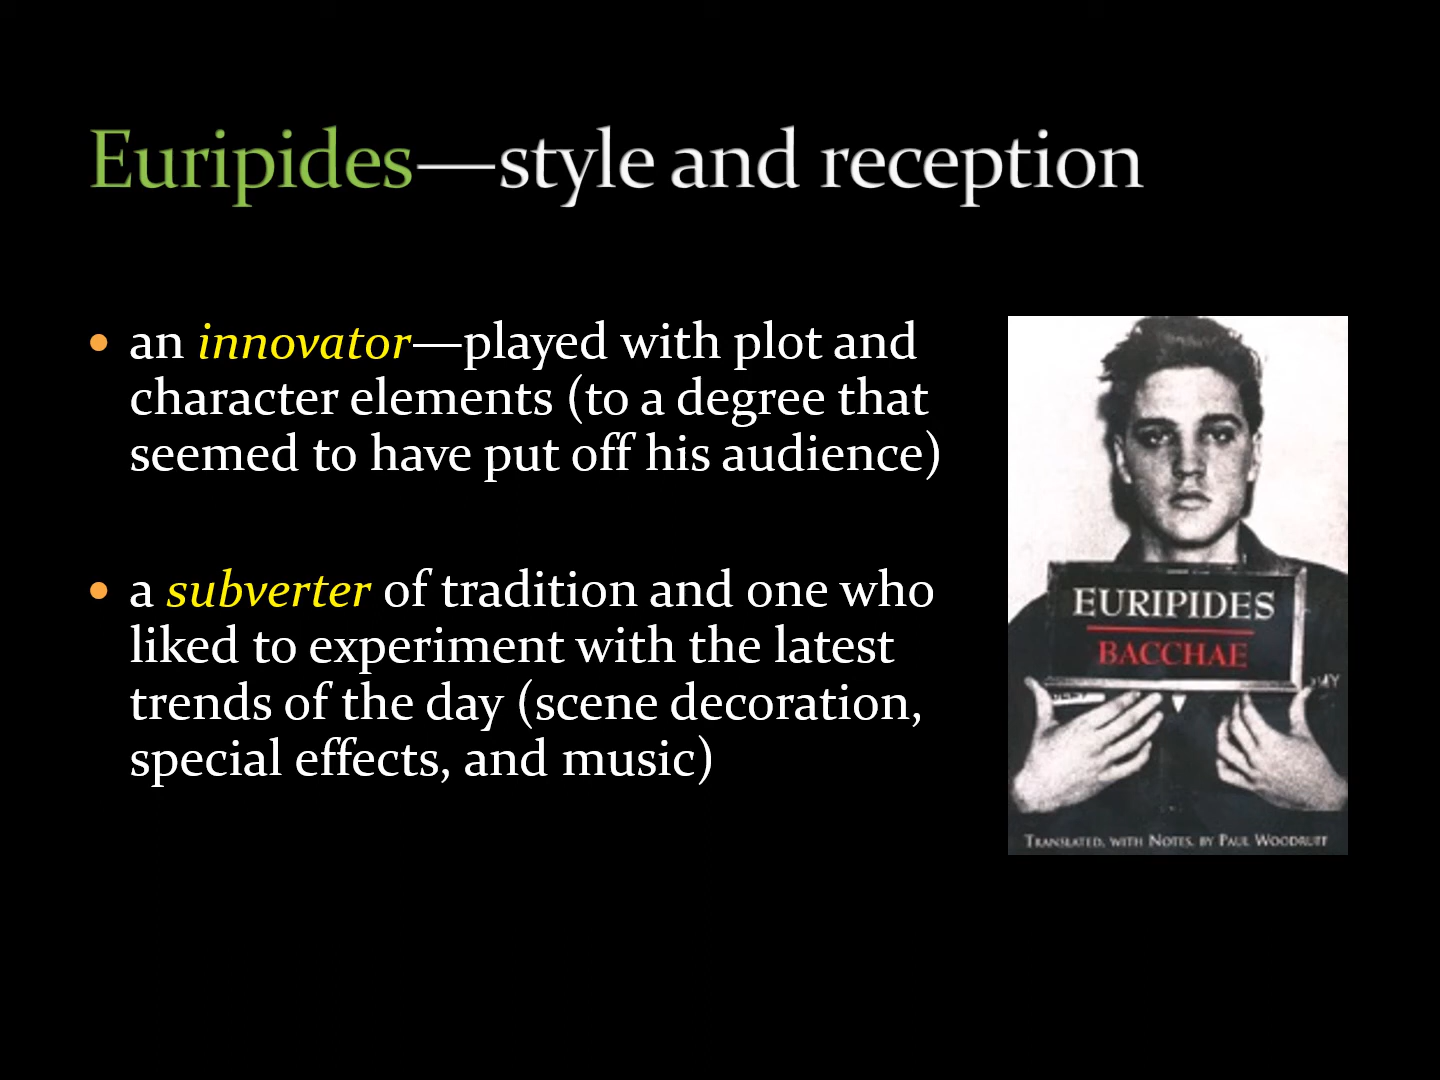 Euripides—style and reception
• an innovator—played with plot and
character elements (to a degree that
seemed to have put off his audience)
• a subverter of tradition and one who
liked to experiment with the latest
trends of the day (scene decoration,
special effects, and music)
EURIPIDES
BACCHAE
TRANSLATED, WITH NOTES, BY PAUL WOODRUFF